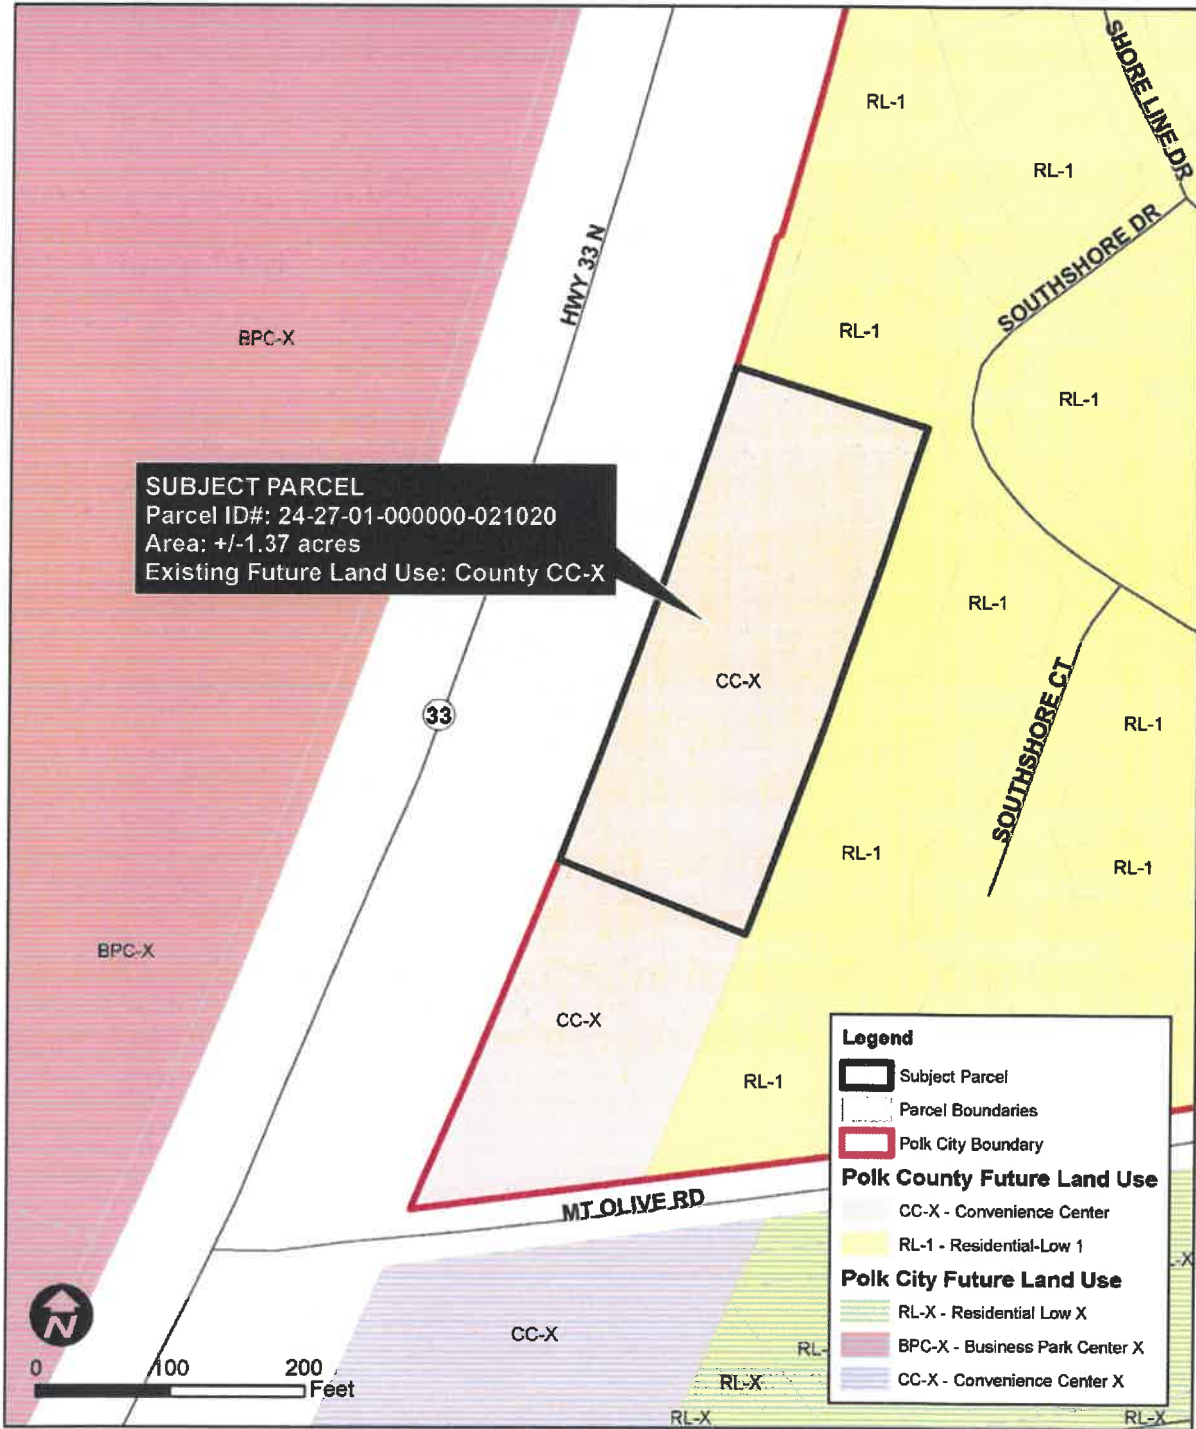 RL-1
SHORE LINE DR
RL-1
SOUTHSHORE DR
HWY 33 N
BPC-X
RL-1
RL-1
SUBJECT PARCEL
Parcel ID#: 24-27-01-000000-021020
Area: +/-1.37 acres
Existing Future Land Use: County CC-X
RL-1
CC-X
SOUTHSHORE CT
33
RL-1
RL-1
RL-1
BPC-X
CC-X
RL-1
MT OLIVE RD
Legend
Subject Parcel
Parcel Boundaries
Polk City Boundary
Polk County Future Land Use
CC-X - Convenience Center
RL-1 - Residential-Low 1
Polk City Future Land Use
RL-X - Residential Low X
BPC-X - Business Park Center X
CC-X - Convenience Center X
L-X
CC-X
RL-
RL-X
RL-X
RL-X
N
0 100 200
Feet